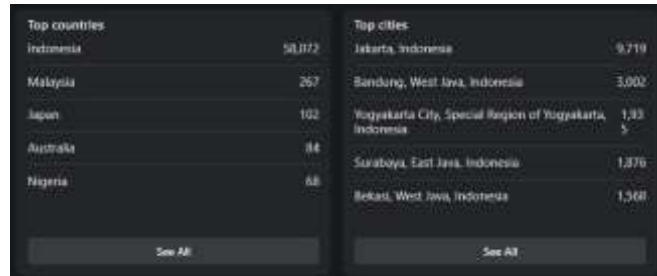 Top countries
Indonesia 58,072
Malaysia 267
Japan 102
Australia 84
Nigeria 68
See All
Top cities
Jakarta, Indonesia 9,719
Bandung, West Java, Indonesia 3,002
Yogyakarta City, Special Region of Yogyakarta, 1,93
Indonesia 5
Surabaya, East Java, Indonesia 1,876
Bekasi, West Java, Indonesia 1,568
See All